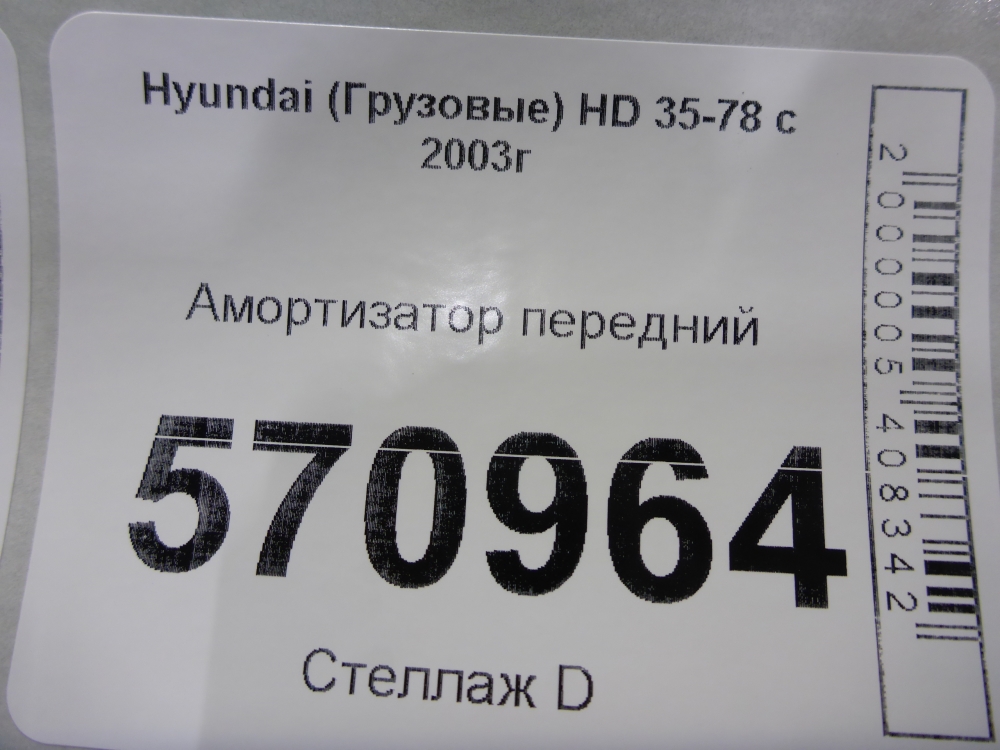 Hyundai (Грузовые) HD 35-78 с
2003г
Амортизатор передний
570964
Стеллаж D
2000005408342